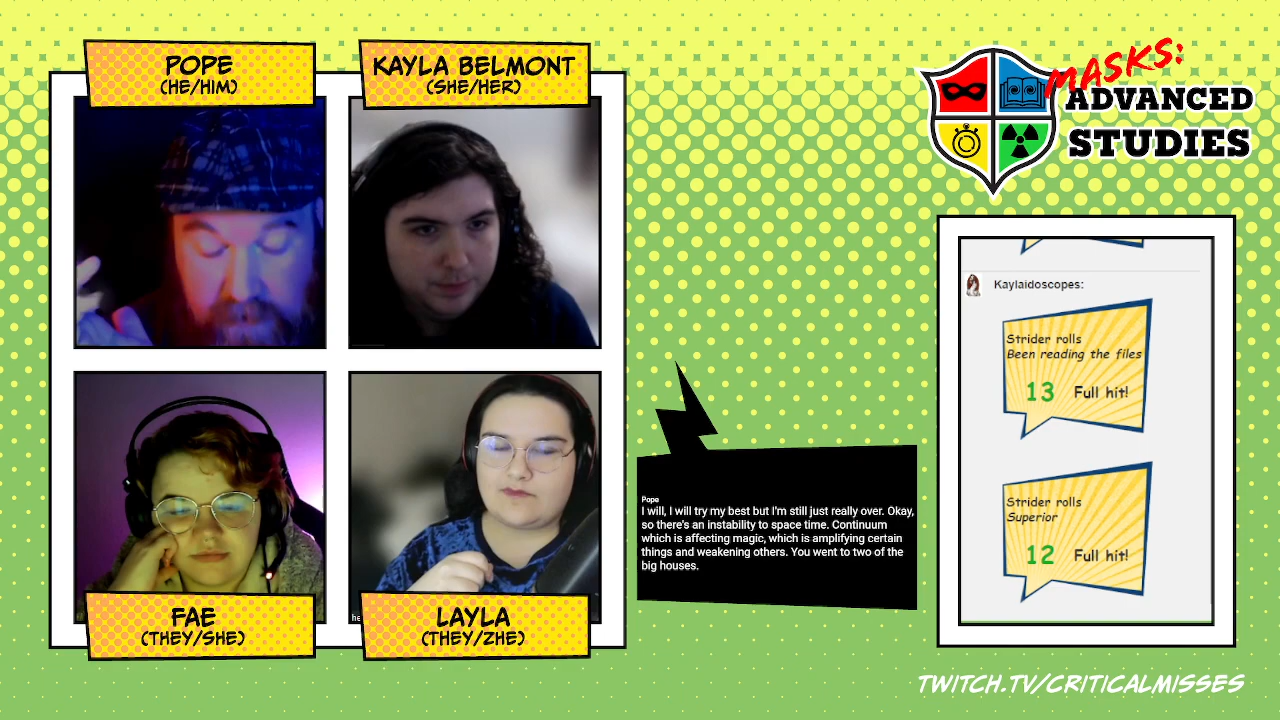 POPE
(HE/HIM)
KAYLA BELMONT
(SHE/HER)
MASKS:
ADVANCED
STUDIES
Kaylaidoscopes:
Strider rolls
Been reading the files
13 Full hit!
Strider rolls
Superior
12 Full hit!
Pope
I will, I will try my best but I'm still just really over. Okay,
so there's an instability to space time. Continuum
which is affecting magic, which is amplifying certain
things and weakening others. You went to two of the
big houses.
he
FAE
(THEY/SHE)
LAYLA
(THEY/ZHE)
TWITCH.TV/CRITICALMISSES